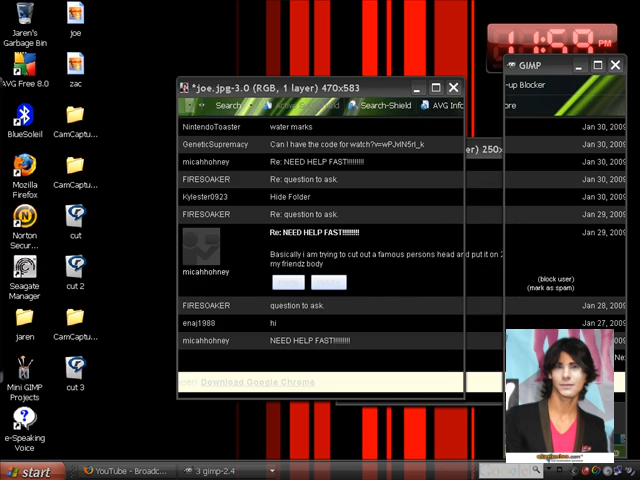 Jaren's
Garbage Bin
joe
11:59 PM
*joe.jpg-3.0 (RGB, 1 layer) 470x583
GIMP
AVG Free 8.0
zac
Search
Search-Shield
AVG Info
-up Blocker
ore
NintendoToaster water marks Jan 30, 2009
GeneticSupremacy Can I have the code for watch?v=wPJvlN5rI_k Jan 30, 2009
er) 250x
micahhohney Re: NEED HELP FAST!!!!!!!!! Jan 30, 2009
FIRESOAKER Re: question to ask. Jan 30, 2009
Kylester0923 Hide Folder Jan 30, 2009
FIRESOAKER Re: question to ask. Jan 29, 2009
Re: NEED HELP FAST!!!!!!!!! Jan 29, 2009
Basically i am trying to cut out a famous persons head and put it on
my friendz body
micahhohney
(block user)
(mark as spam)
FIRESOAKER question to ask. Jan 28, 2009
enaj1988 hi Jan 27, 2009
micahhohney NEED HELP FAST!!!!!!!!!
Download Google Chrome
BlueSoleil
CamCaptu...
Mozilla
Firefox
CamCaptu...
Norton
Secur...
cut
Seagate
Manager
cut 2
jaren
CamCaptu...
Mini GIMP
Projects
cut 3
e-Speaking
Voice
start
YouTube - Broadc...
3 gimp-2.4